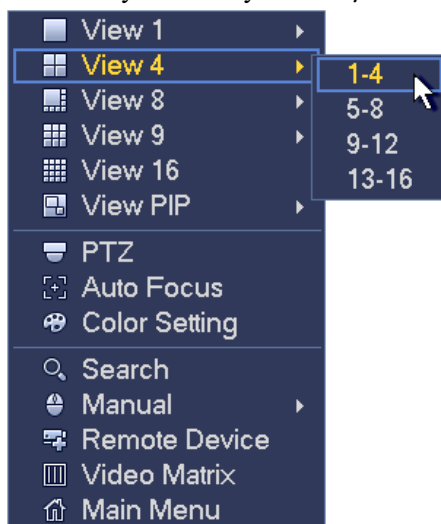 View 1
View 4
View 8
View 9
View 16
View PIP
PTZ
Auto Focus
Color Setting
Search
Manual
Remote Device
Video Matrix
Main Menu
1-4
5-8
9-12
13-16